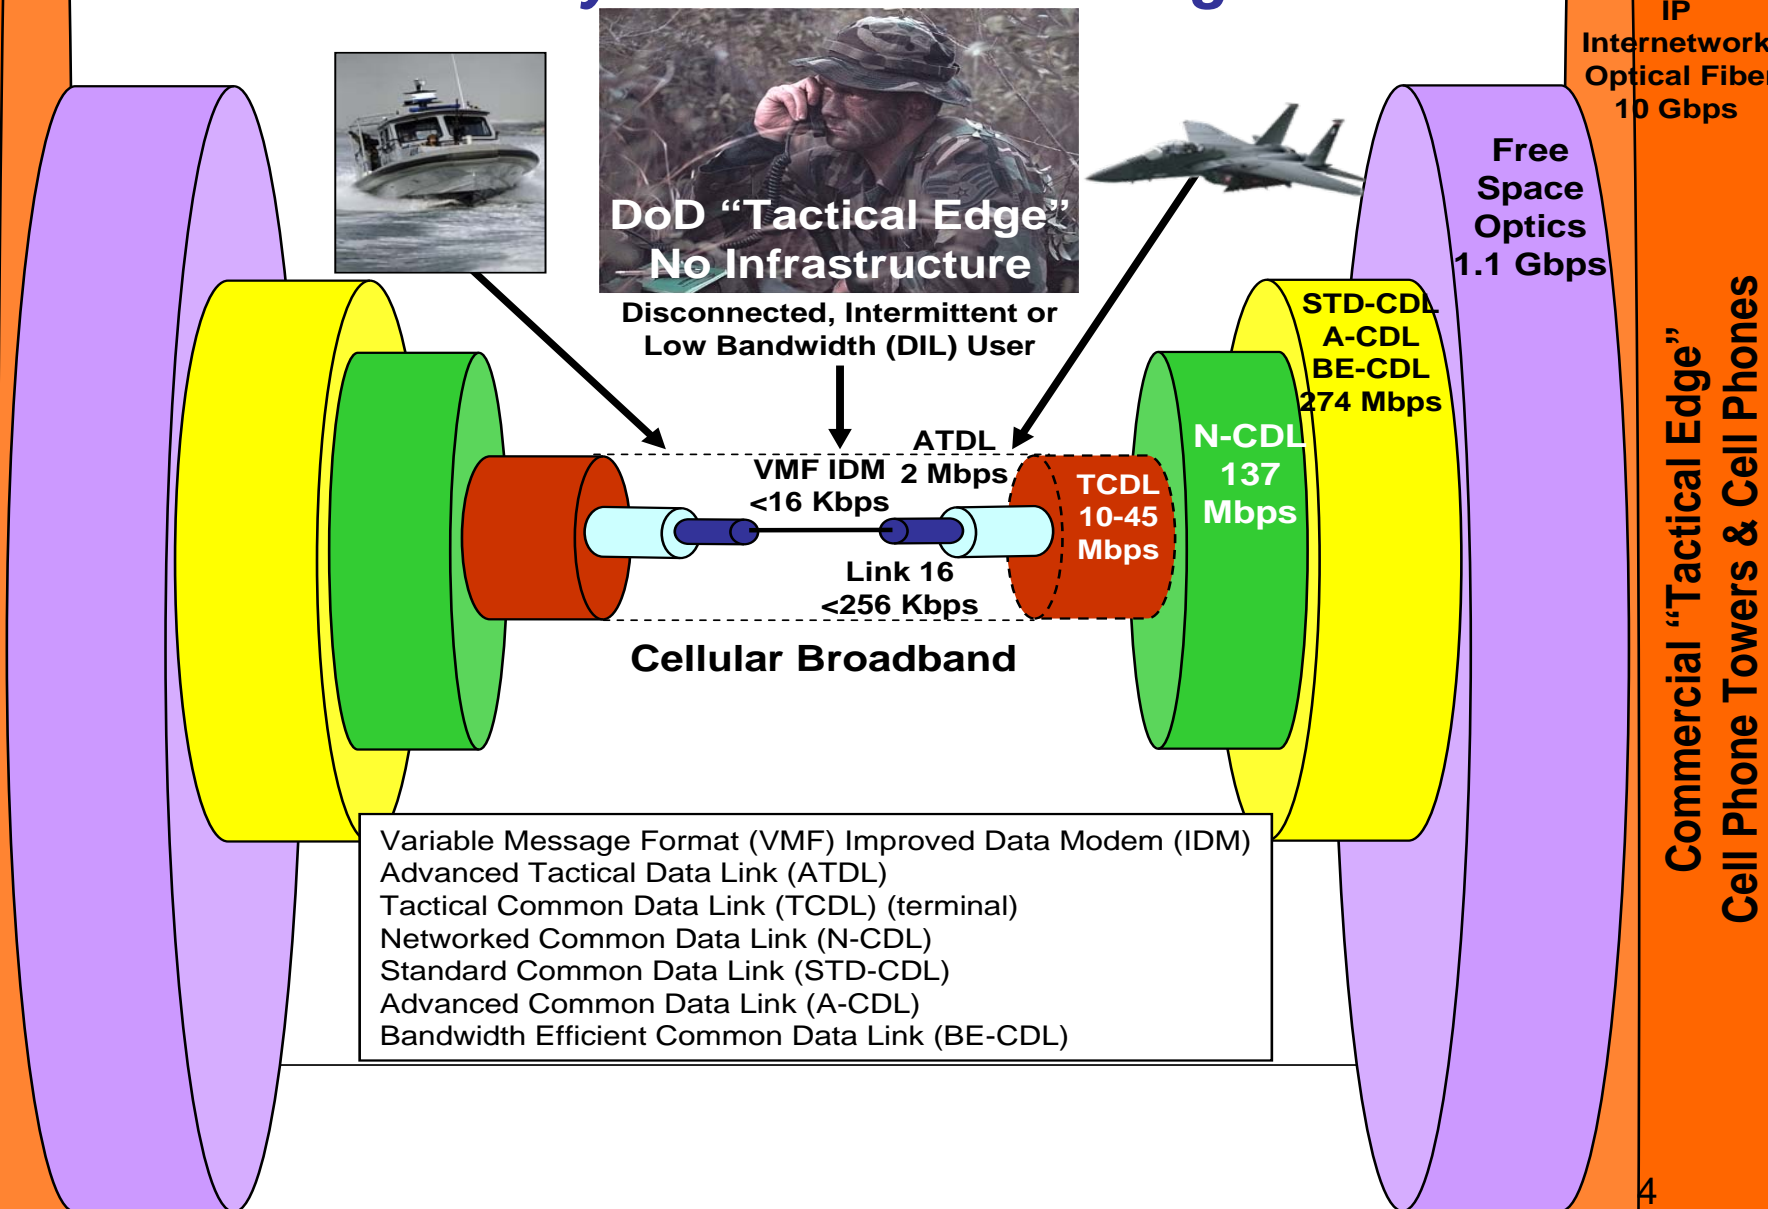 IP
Internetwork
Optical Fiber
10 Gbps
Free
Space
Optics
1.1 Gbps
DoD “Tactical Edge”
No Infrastructure
Disconnected, Intermittent or
Low Bandwidth (DIL) User
STD-CDL
A-CDL
BE-CDL
274 Mbps
N-CDL
137
Mbps
TCDL
10-45
Mbps
ATDL
2 Mbps
VMF IDM
<16 Kbps
Link 16
<256 Kbps
Cellular Broadband
Commercial “Tactical Edge”
Cell Phone Towers & Cell Phones
Variable Message Format (VMF) Improved Data Modem (IDM)
Advanced Tactical Data Link (ATDL)
Tactical Common Data Link (TCDL) (terminal)
Networked Common Data Link (N-CDL)
Standard Common Data Link (STD-CDL)
Advanced Common Data Link (A-CDL)
Bandwidth Efficient Common Data Link (BE-CDL)
4